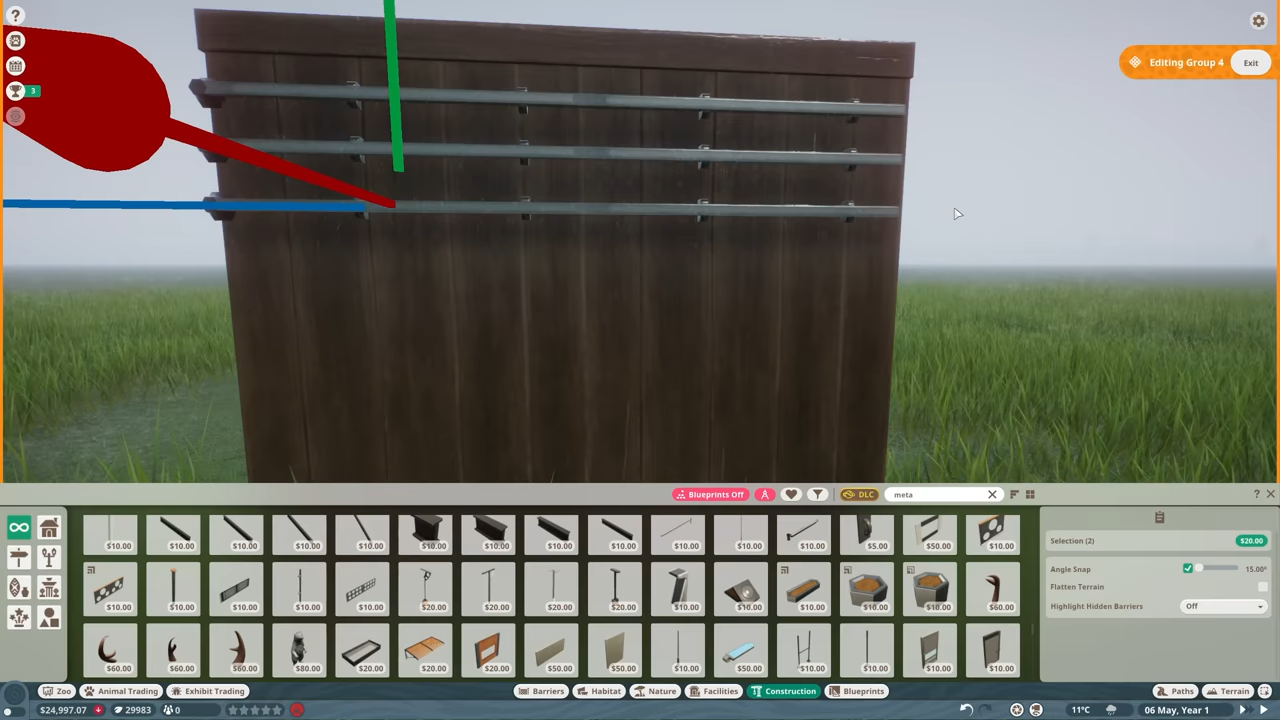 ?
3
Editing Group 4 Exit
Blueprints Off DLC meta
? 
$10.00 $10.00 $10.00 $10.00 $10.00 $10.00 $10.00 $10.00 $10.00 $10.00 $10.00 $10.00 $5.00 $50.00 $10.00
$10.00 $10.00 $10.00 $10.00 $10.00 $20.00 $20.00 $20.00 $20.00 $10.00 $10.00 $10.00 $10.00 $10.00 $60.00
$60.00 $60.00 $60.00 $80.00 $20.00 $20.00 $20.00 $50.00 $50.00 $10.00 $50.00 $10.00 $10.00 $10.00 $10.00
Selection (2) $20.00
Angle Snap 15.00°
Flatten Terrain
Highlight Hidden Barriers Off
Zoo Animal Trading Exhibit Trading Barriers Habitat Nature Facilities Construction Blueprints Paths Terrain
$24,997.07 29983 0 11°C 06 May, Year 1